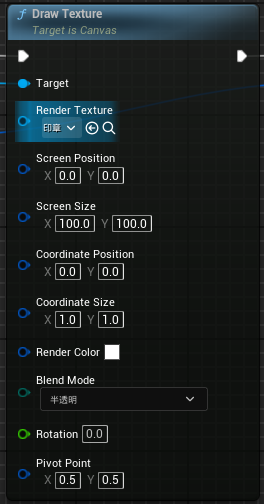 Draw Texture
Target is Canvas
Target
Render Texture
印章
Screen Position
X 0.0 Y 0.0
Screen Size
X 100.0 Y 100.0
Coordinate Position
X 0.0 Y 0.0
Coordinate Size
X 1.0 Y 1.0
Render Color
Blend Mode
半透明
Rotation 0.0
Pivot Point
X 0.5 Y 0.5